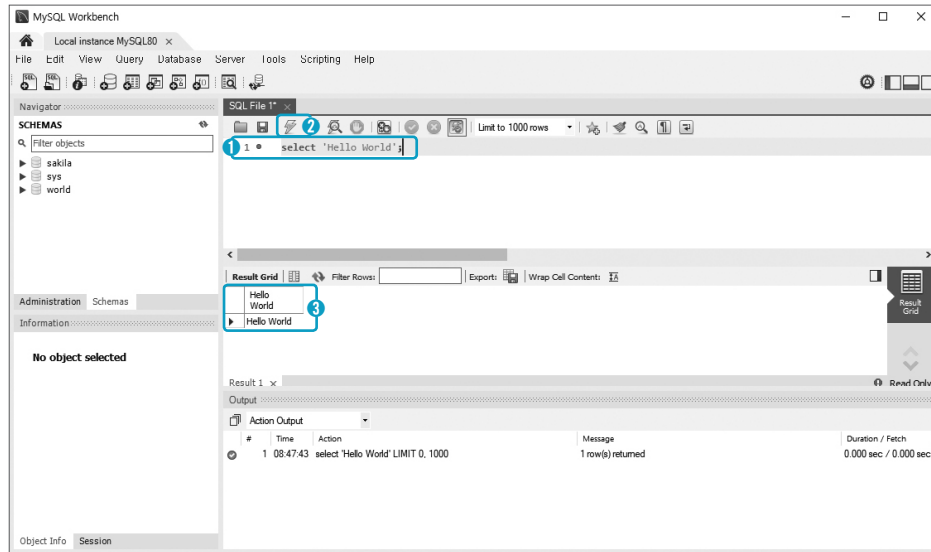 MySQL Workbench
Local instance MySQL80
File Edit View Query Database Server Tools Scripting Help
Navigator
SCHEMAS
Filter objects
sakila
sys
world
Administration Schemas
Information
No object selected
Object Info Session
SQL File 1*
2
Limit to 1000 rows
1 1 select 'Hello World';
Result Grid Filter Rows: Export: Wrap Cell Content:
Hello
World
3
Hello World
Result
Grid
Result 1
Read Only
Output
Action Output
# Time Action Message Duration / Fetch
1 08:47:43 select 'Hello World' LIMIT 0, 1000 1 row(s) returned 0.000 sec / 0.000 sec